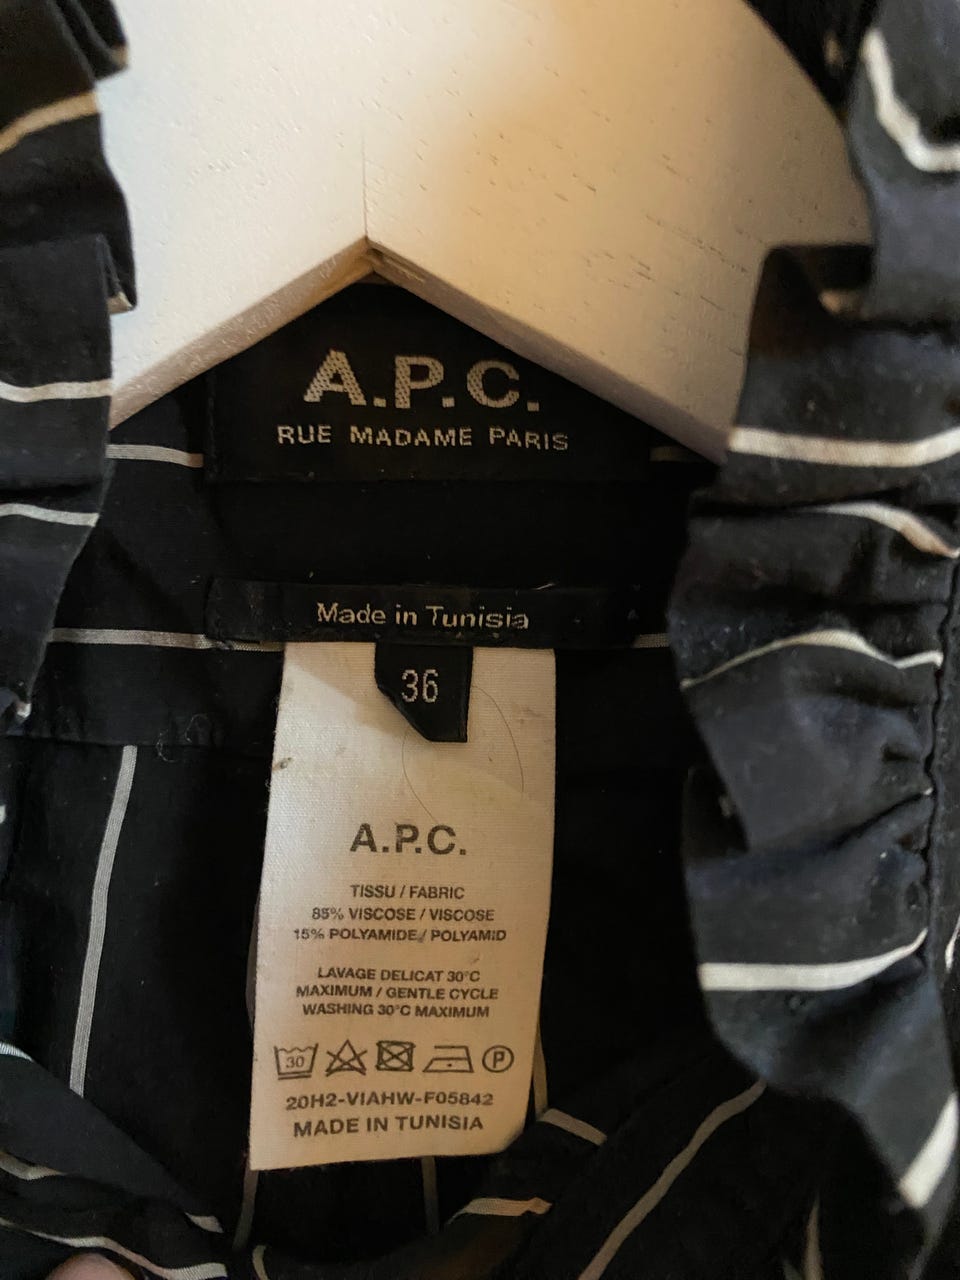 A.P.C.
RUE MADAME PARIS
Made in Tunisia
36
A.P.C.
TISSU / FABRIC
85% VISCOSE / VISCOSE
15% POLYAMIDE / POLYAMID
LAVAGE DELICAT 30°C
MAXIMUM / GENTLE CYCLE
WASHING 30°C MAXIMUM
30 P
20H2-VIAHW-F05842
MADE IN TUNISIA